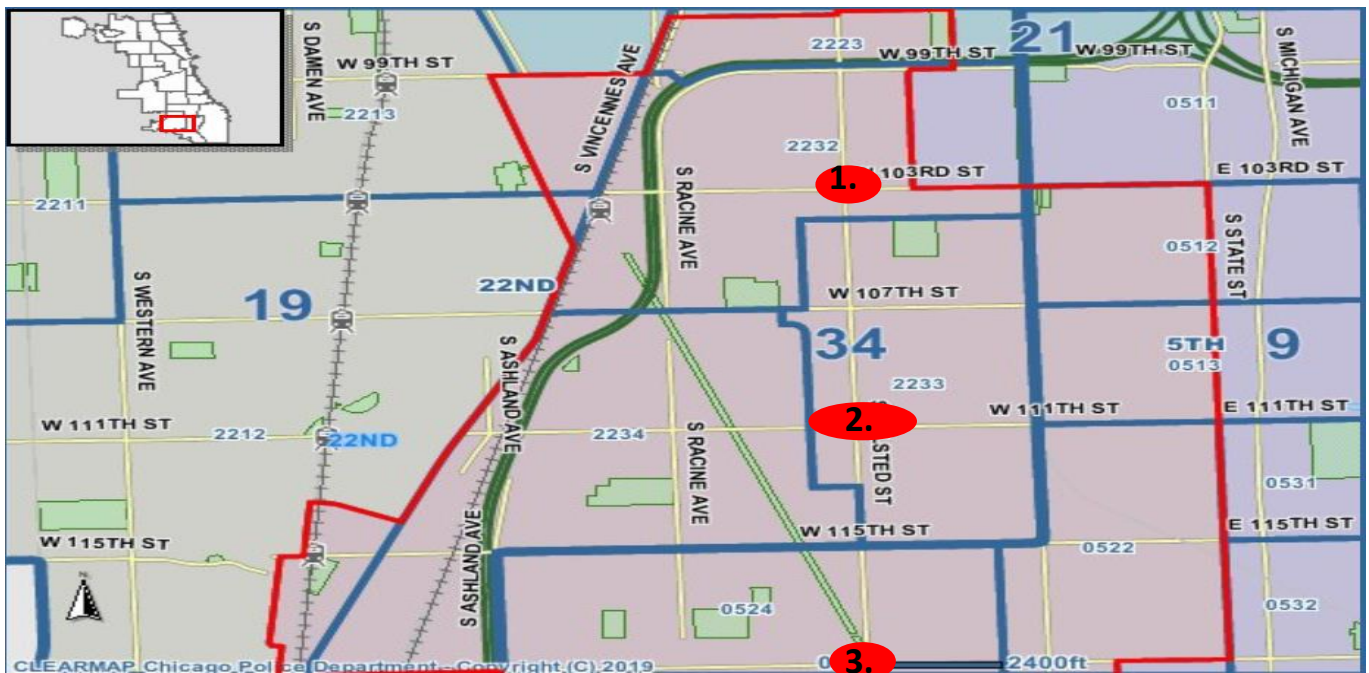 S DAMEN AVE
W 99TH ST
2213
S VINCENNES AVE
2223
W 99TH ST
21
W 99TH ST
S MICHIGAN AVE
0511
2232
1.
103RD ST
E 103RD ST
2211
S RACINE AVE
S WESTERN AVE
19
22ND
0512
S STATE ST
W 107TH ST
34
5TH
9
0513
S ASHLAND AVE
2233
W 111TH ST
2212
22ND
2234
S RACINE AVE
2.
LSTED ST
W 111TH ST
E 111TH ST
0531
W 115TH ST
S ASHLAND AVE
W 115TH ST
E 115TH ST
0522
N
0524
0532
CLEARMAP Chicago Police Department - Copyright (C) 2019
0
3.
2400ft